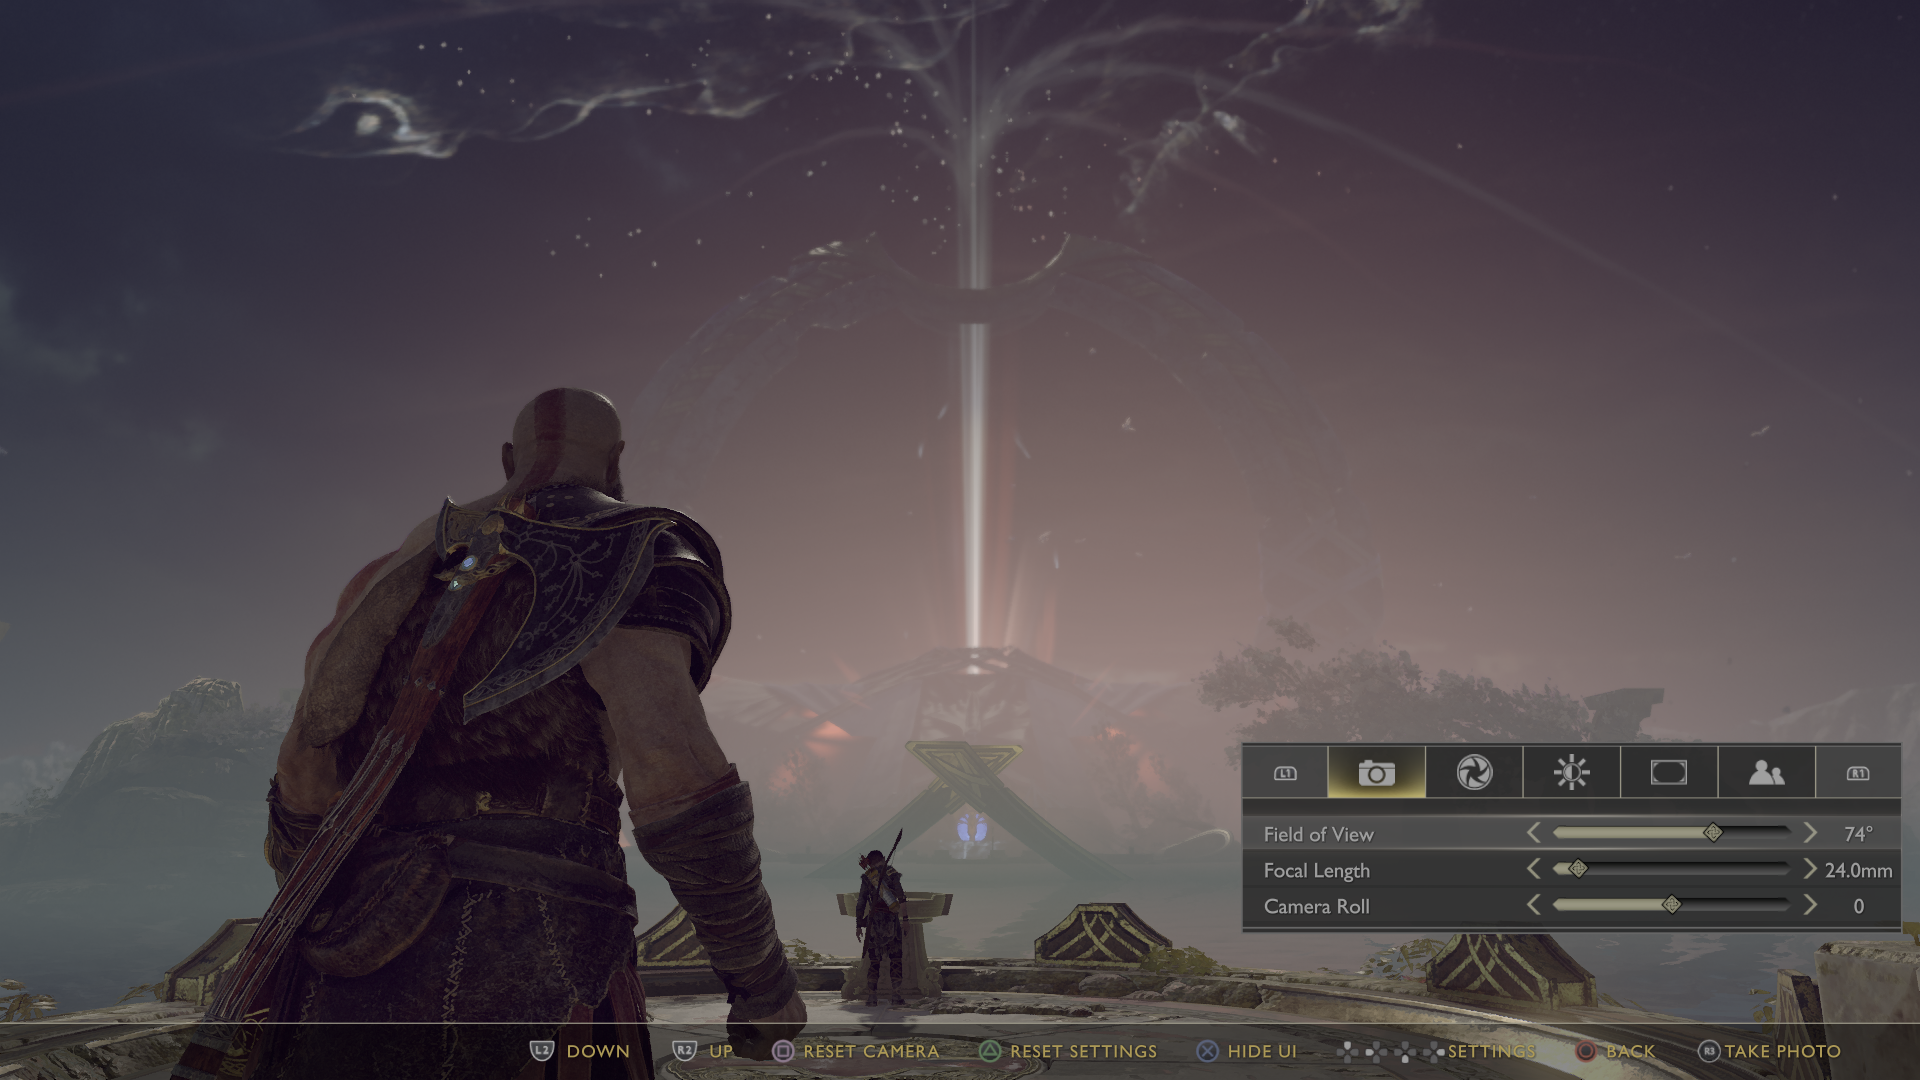 L1
R1
Field of View 74°
Focal Length 24.0mm
Camera Roll 0
L2 DOWN R2 UP RESET CAMERA RESET SETTINGS HIDE UI SETTINGS BACK R3 TAKE PHOTO